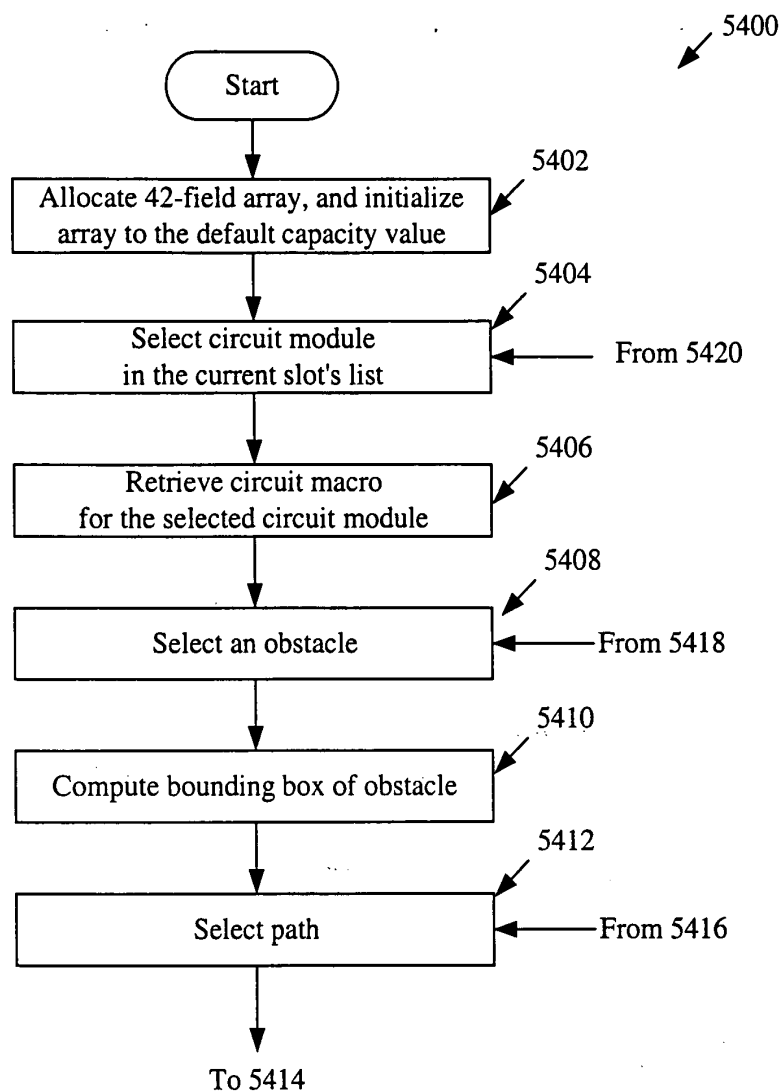 5400
Start
5402
Allocate 42-field array, and initialize
array to the default capacity value
5404
Select circuit module
in the current slot's list
From 5420
5406
Retrieve circuit macro
for the selected circuit module
5408
Select an obstacle
From 5418
5410
Compute bounding box of obstacle
5412
Select path
From 5416
To 5414